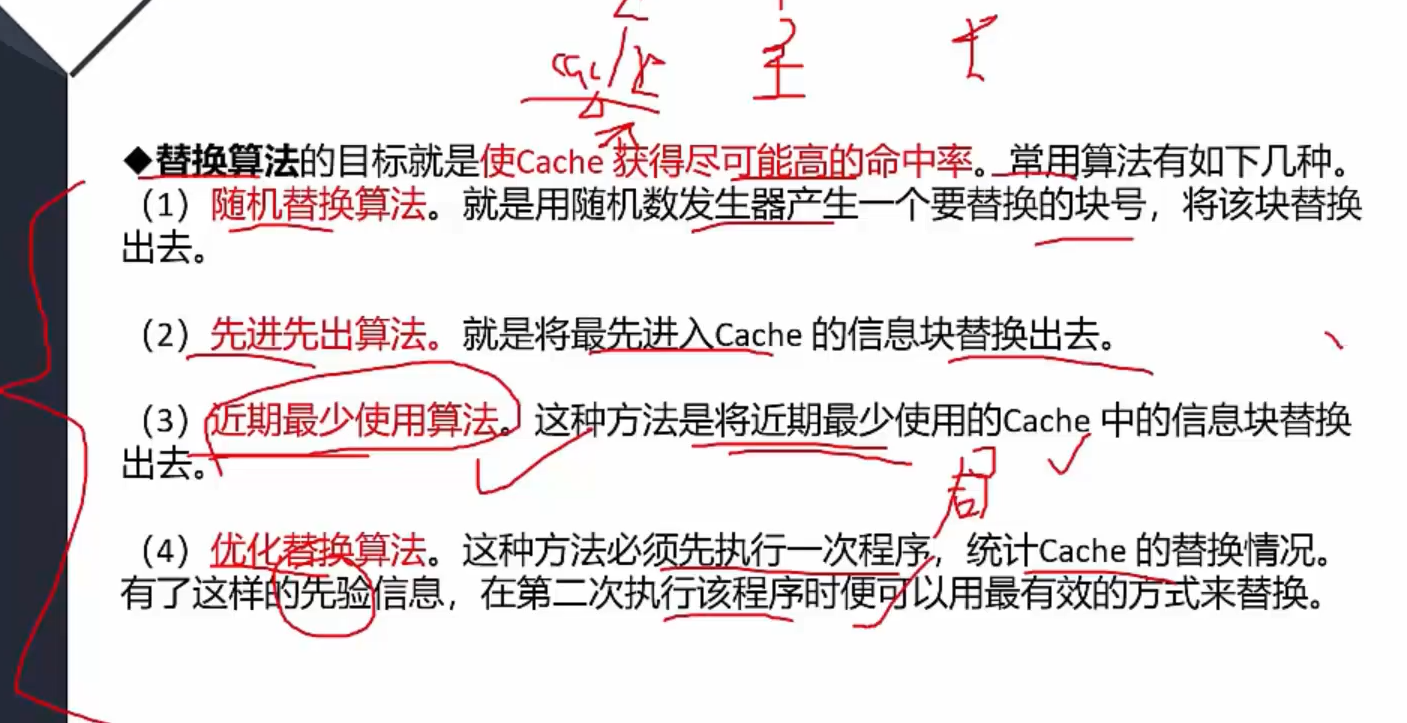 ◆替换算法的目标就是使Cache 获得尽可能高的命中率。常用算法有如下几种。
（1）随机替换算法。就是用随机数发生器产生一个要替换的块号，将该块替换
出去。
（2）先进先出算法。就是将最先进入Cache 的信息块替换出去。
（3）近期最少使用算法。这种方法是将近期最少使用的Cache 中的信息块替换
出去。
（4）优化替换算法。这种方法必须先执行一次程序，统计Cache 的替换情况。
有了这样的先验信息，在第二次执行该程序时便可以用最有效的方式来替换。